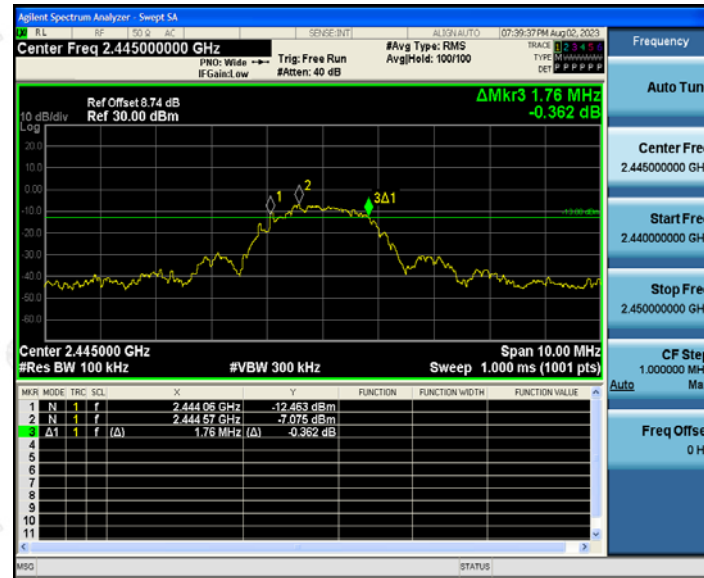 Agilent Spectrum Analyzer - Swept SA
RL RF 50 Ω AC SENSE:INT ALIGNAUTO 07:39:37 PM Aug 02, 2023
Center Freq 2.445000000 GHz
PNO: Wide
IFGain:Low
Trig: Free Run
#Atten: 40 dB
#Avg Type: RMS
Avg|Hold: 100/100
TRACE 1 2 3 4 5 6
TYPE M
DET P P P P P P
ΔMkr3 1.76 MHz
-0.362 dB
Ref Offset 8.74 dB
10 dB/div Ref 30.00 dBm
Log
20.0
10.0
0.00
-10.0
-20.0
-30.0
-40.0
-50.0
-60.0
1
2
3Δ1
-13.00 dBm
Center 2.445000 GHz Span 10.00 MHz
#Res BW 100 kHz #VBW 300 kHz Sweep 1.000 ms (1001 pts)
MKR MODE TRC SCL X Y FUNCTION FUNCTION WIDTH FUNCTION VALUE
1 N 1 f 2.444 06 GHz -12.463 dBm
2 N 1 f 2.444 57 GHz -7.075 dBm
3 Δ1 1 f (Δ) 1.76 MHz (Δ) -0.362 dB
4
5
6
7
8
9
10
11
MSG STATUS
Frequency
Auto Tun
Center Fre
2.445000000 GH
Start Fre
2.440000000 GH
Stop Fre
2.450000000 GH
CF Step
1.000000 MH
Auto Ma
Freq Offse
0 H